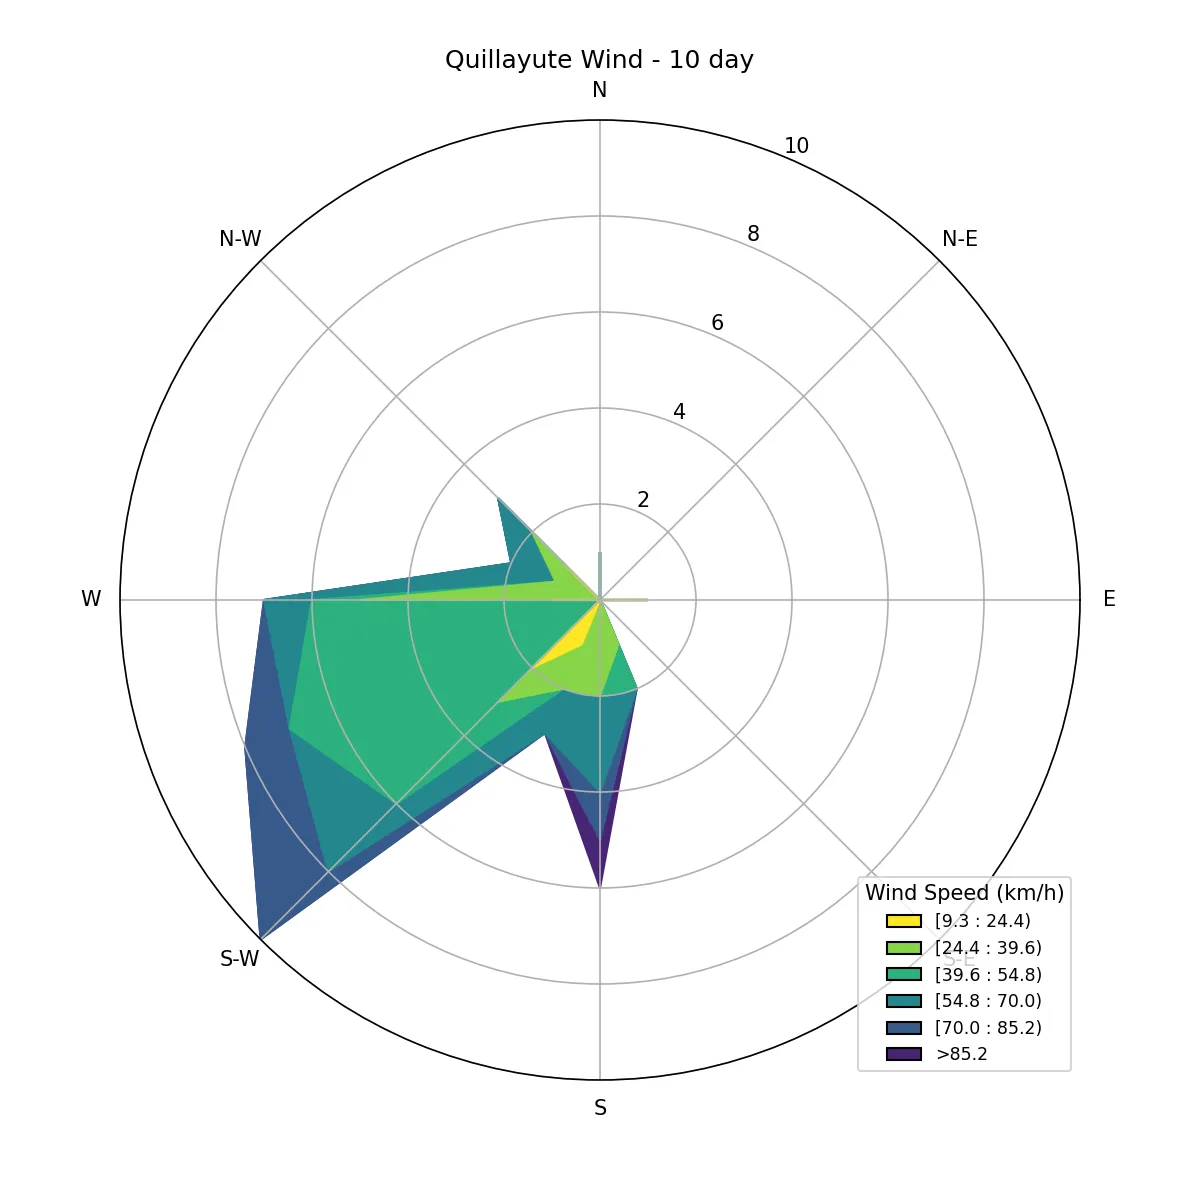 Quillayute Wind - 10 day
N
10
N-W
N-E
8
6
4
2
W
E
Wind Speed (km/h)
[9.3 : 24.4)
[24.4 : 39.6)
S-W
S-E
[39.6 : 54.8)
[54.8 : 70.0)
[70.0 : 85.2)
>85.2
S